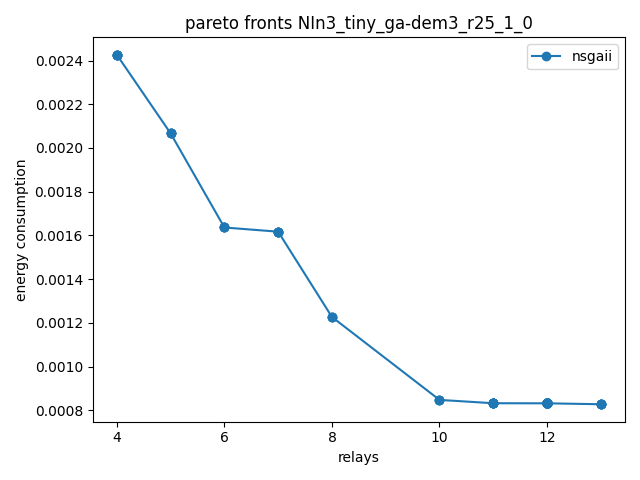 pareto fronts NIn3_tiny_ga-dem3_r25_1_0
nsgaii
energy consumption
0.0024
0.0022
0.0020
0.0018
0.0016
0.0014
0.0012
0.0010
0.0008
4 6 8 10 12
relays